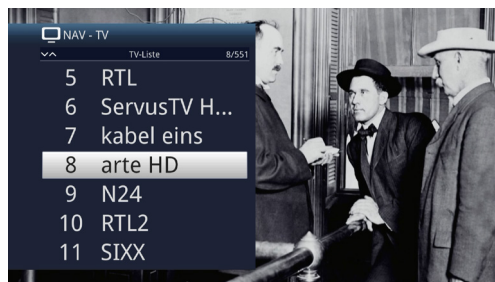 NAV - TV
TV-Liste 8/551
5 RTL
6 ServusTV H...
7 kabel eins
8 arte HD
9 N24
10 RTL2
11 SIXX